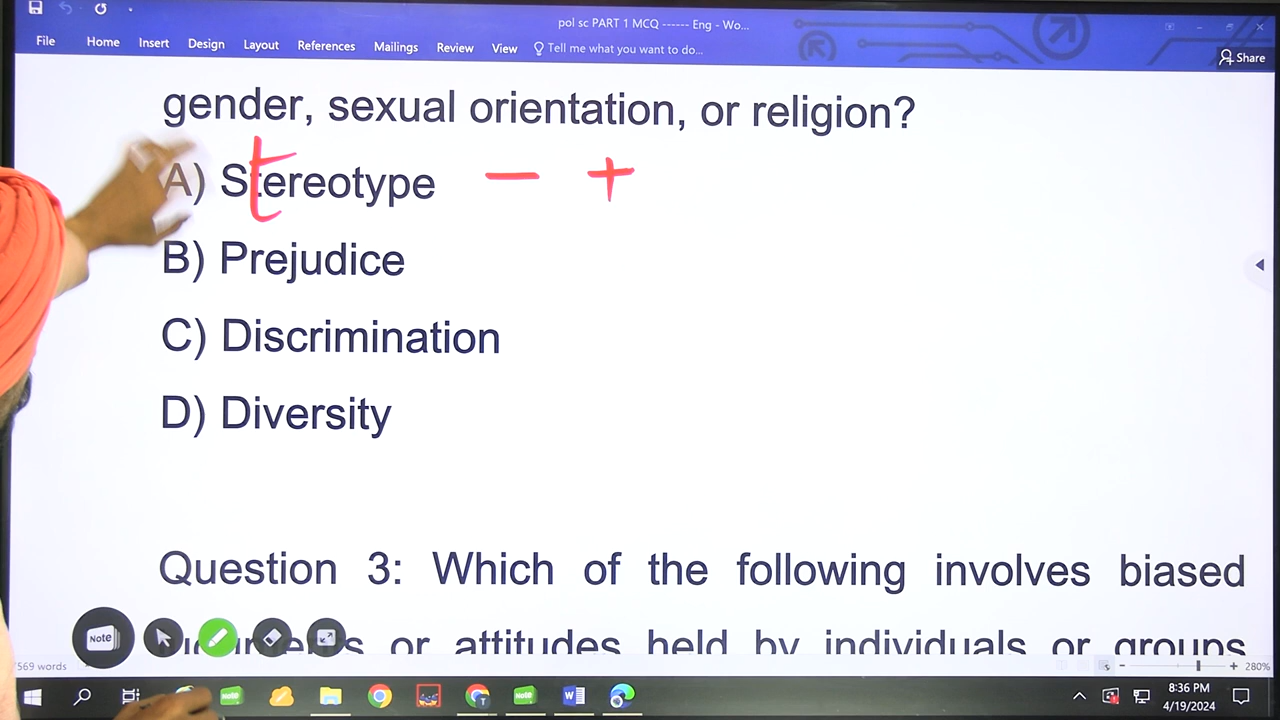 pol sc PART 1 MCQ ------ Eng - Wo...
File Home Insert Design Layout References Mailings Review View Tell me what you want to do... Share
gender, sexual orientation, or religion?
A) Stereotype — +
B) Prejudice
C) Discrimination
D) Diversity
Question 3: Which of the following involves biased
or attitudes held by individuals or groups
Note
569 words 280%
Note Note
8:36 PM
4/19/2024